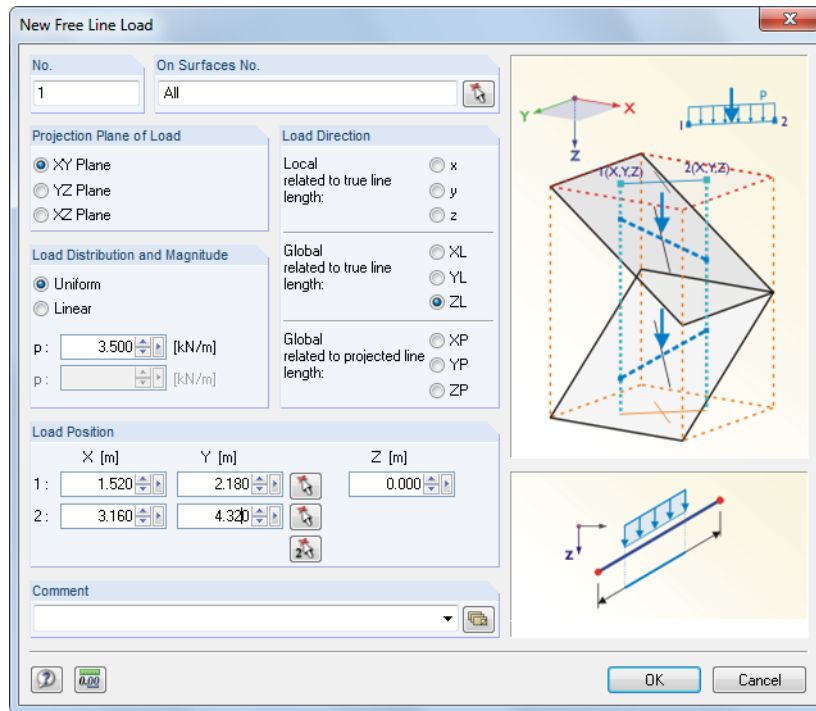 New Free Line Load
No.
On Surfaces No.
1
All
Projection Plane of Load
XY Plane
YZ Plane
XZ Plane
Load Direction
Local
related to true line
length:
x
y
z
Global
related to true line
length:
XL
YL
ZL
Global
related to projected line
length:
XP
YP
ZP
Load Distribution and Magnitude
Uniform
Linear
p : 3.500 [kN/m]
p : [kN/m]
Load Position
X [m] Y [m] Z [m]
1 : 1.520 2.180 0.000
2 : 3.160 4.320
2
Comment
0.00
OK Cancel
Y X Z
p
1 2
1(X,Y,Z) 2(X,Y,Z)
z